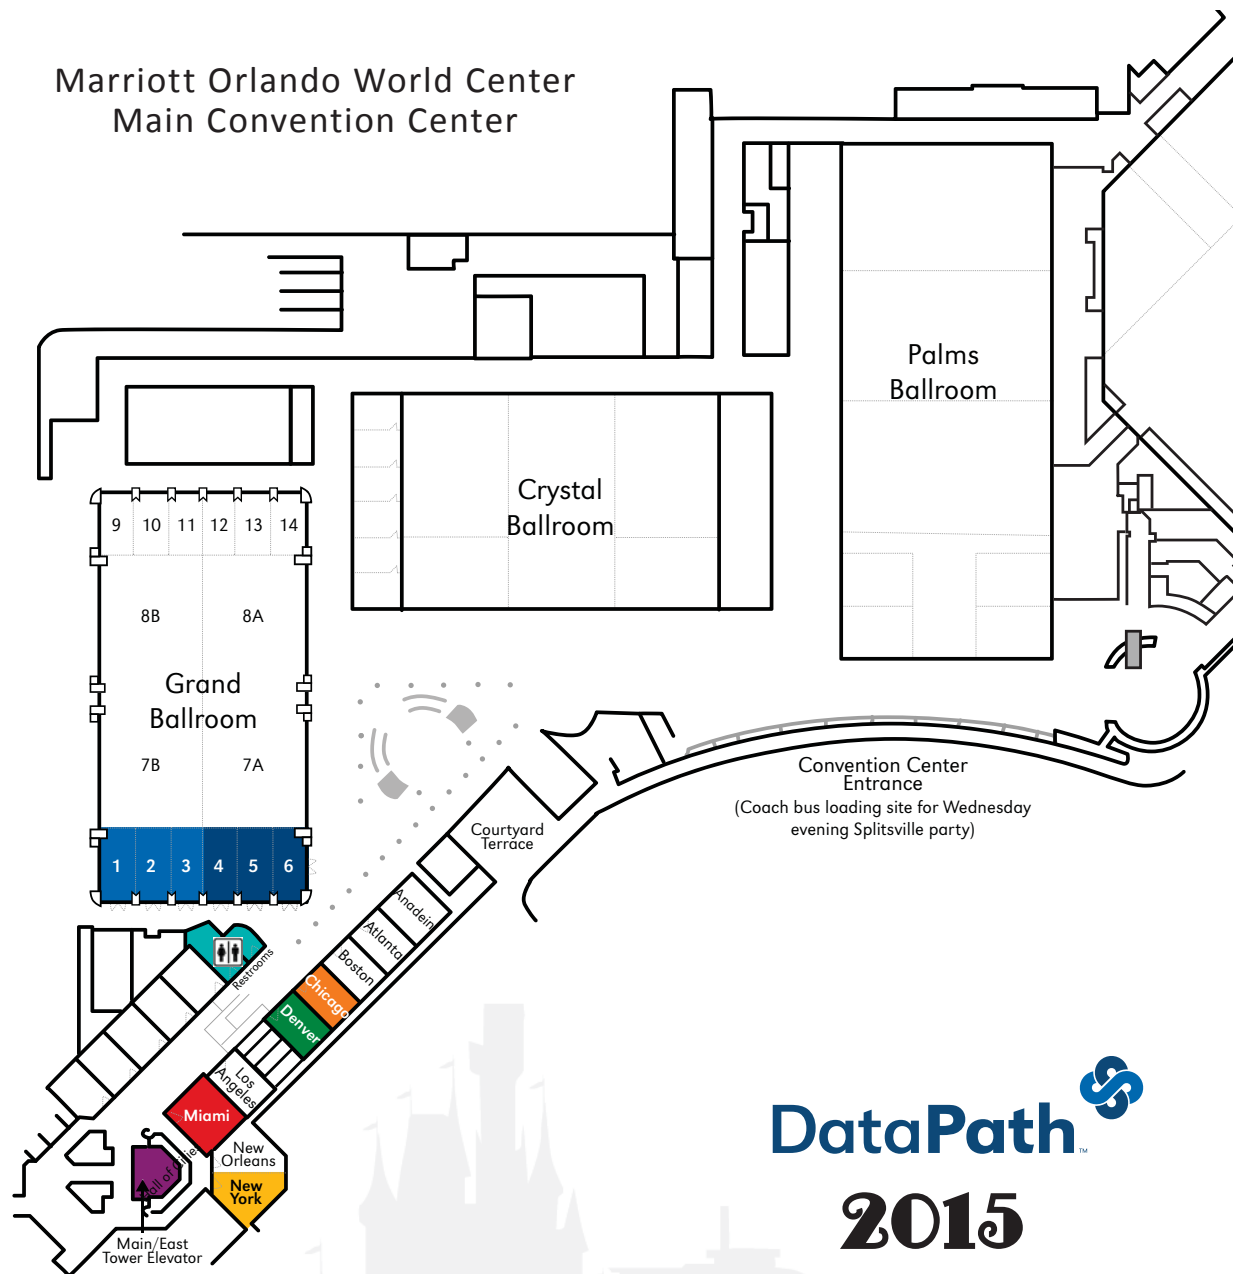 Marriott Orlando World Center
Main Convention Center
Palms
Ballroom
Crystal
Ballroom
9 10 11 12 13 14
8B 8A
Grand
Ballroom
7B 7A
1 2 3 4 5 6
Convention Center
Entrance
(Coach bus loading site for Wednesday
evening Splitsville party)
Courtyard
Terrace
Anadein
Atlanta
Boston
Chicago
Denver
Restrooms
Los
Angeles
Miami
New
Orleans
New
York
Main/East
Tower Elevator
DataPath™
2015